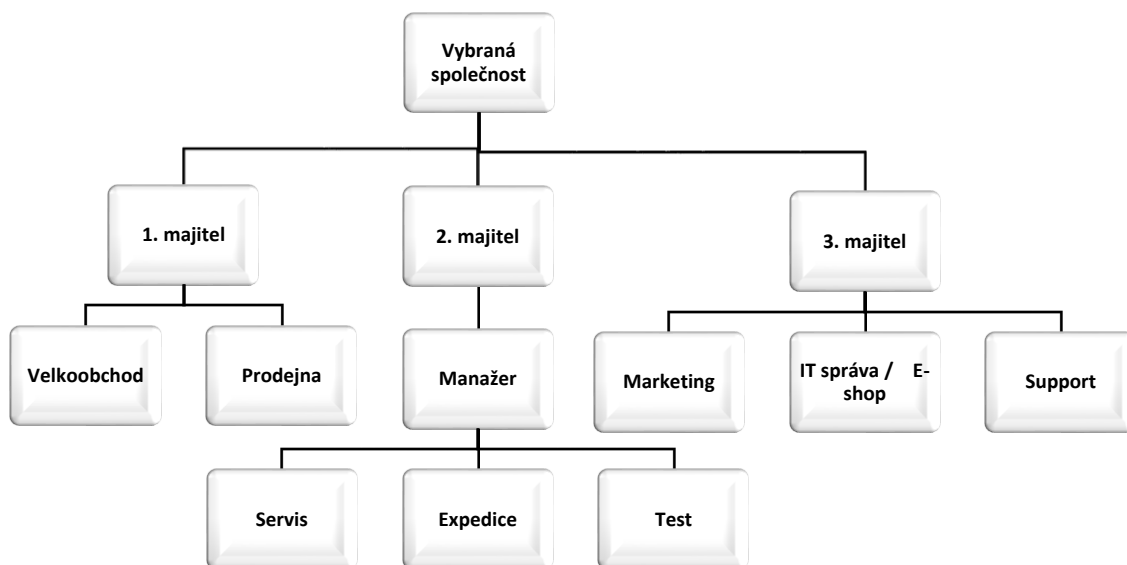 Vybraná
společnost
1. majitel
2. majitel
3. majitel
Velkoobchod
Prodejna
Manažer
Marketing
IT správa / E-
shop
Support
Servis
Expedice
Test